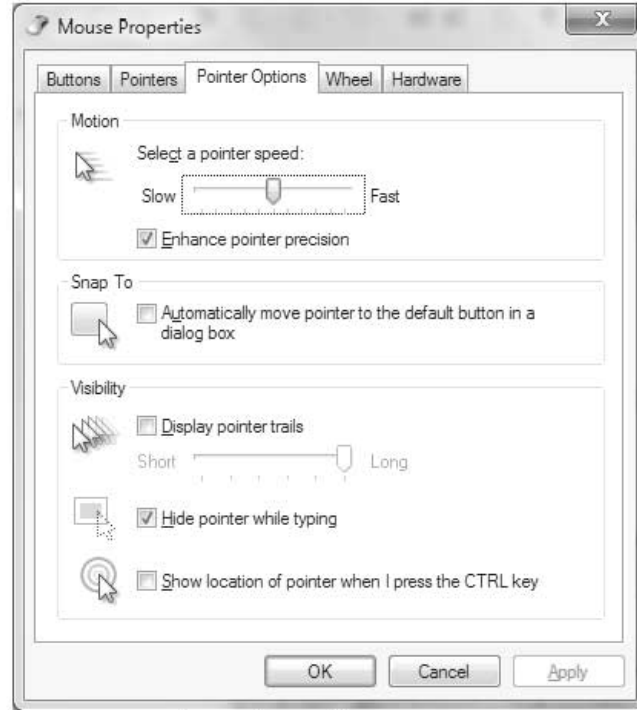 Mouse Properties
X
Buttons Pointers Pointer Options Wheel Hardware
Motion
Select a pointer speed:
Slow Fast
Enhance pointer precision
Snap To
Automatically move pointer to the default button in a
dialog box
Visibility
Display pointer trails
Short Long
Hide pointer while typing
Show location of pointer when I press the CTRL key
OK Cancel Apply